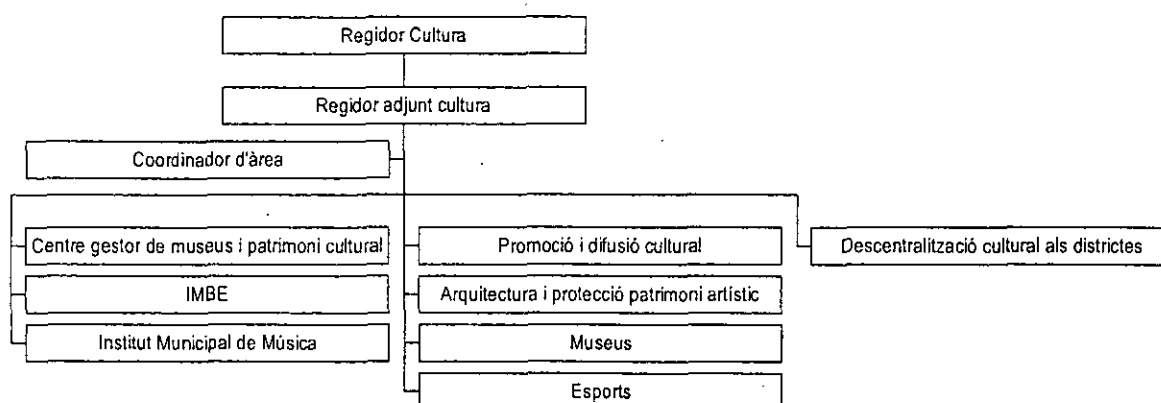 Regidor Cultura
Regidor adjunt cultura
Coordinador d'àrea
Centre gestor de museus i patrimoni cultural
Promoció i difusió cultural
Descentralització cultural als districtes
IMBE
Arquitectura i protecció patrimoni artístic
Institut Municipal de Música
Museus
Esports